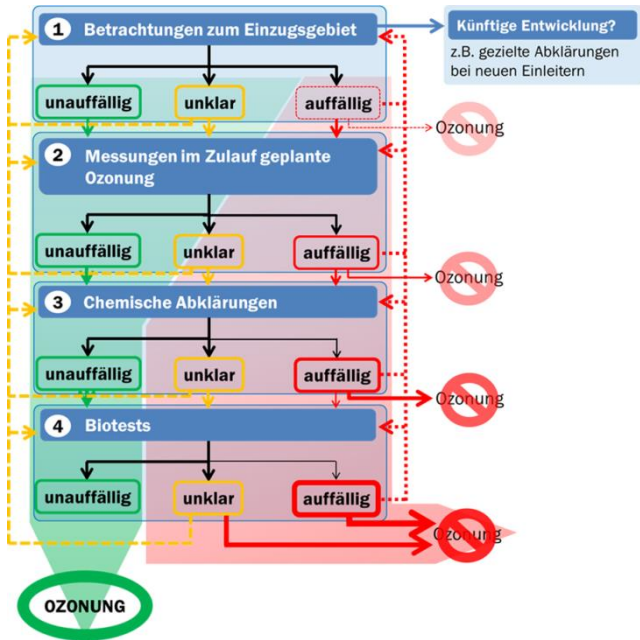 1 Betrachtungen zum Einzugsgebiet
Künftige Entwicklung?
z.B. gezielte Abklärungen
bei neuen Einleitern
unauffällig unklar auffällig
Ozonung
2 Messungen im Zulauf geplante
Ozonung
unauffällig unklar auffällig
Ozonung
3 Chemische Abklärungen
unauffällig unklar auffällig
Ozonung
4 Biotests
unauffällig unklar auffällig
Ozonung
OZONUNG